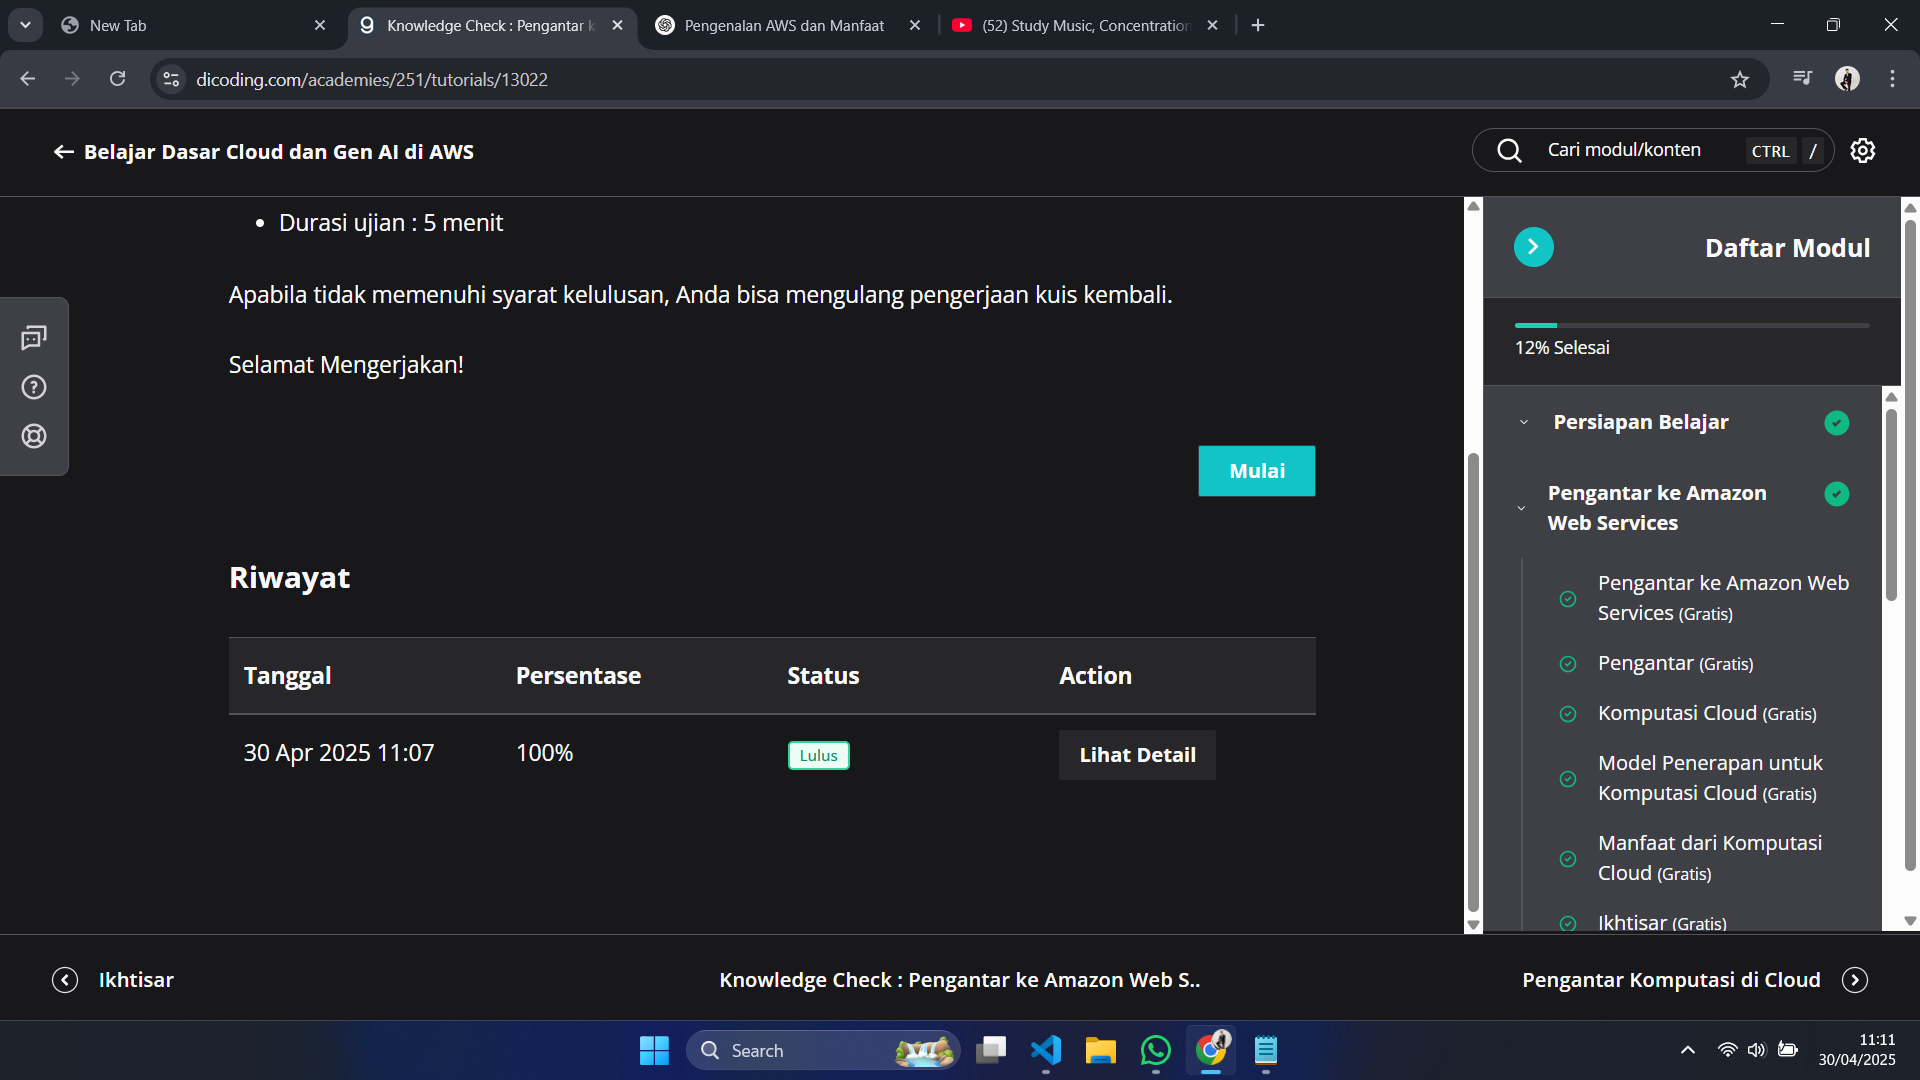 New Tab
Knowledge Check : Pengantar k
Pengenalan AWS dan Manfaat
(52) Study Music, Concentration
dicoding.com/academies/251/tutorials/13022
Belajar Dasar Cloud dan Gen AI di AWS
Cari modul/konten CTRL /
• Durasi ujian : 5 menit
Apabila tidak memenuhi syarat kelulusan, Anda bisa mengulang pengerjaan kuis kembali.
Selamat Mengerjakan!
Mulai
Riwayat
Tanggal Persentase Status Action
30 Apr 2025 11:07 100% Lulus Lihat Detail
Daftar Modul
12% Selesai
Persiapan Belajar
Pengantar ke Amazon
Web Services
Pengantar ke Amazon Web
Services (Gratis)
Pengantar (Gratis)
Komputasi Cloud (Gratis)
Model Penerapan untuk
Komputasi Cloud (Gratis)
Manfaat dari Komputasi
Cloud (Gratis)
Ikhtisar (Gratis)
Ikhtisar
Knowledge Check : Pengantar ke Amazon Web S..
Pengantar Komputasi di Cloud
Search
11:11
30/04/2025